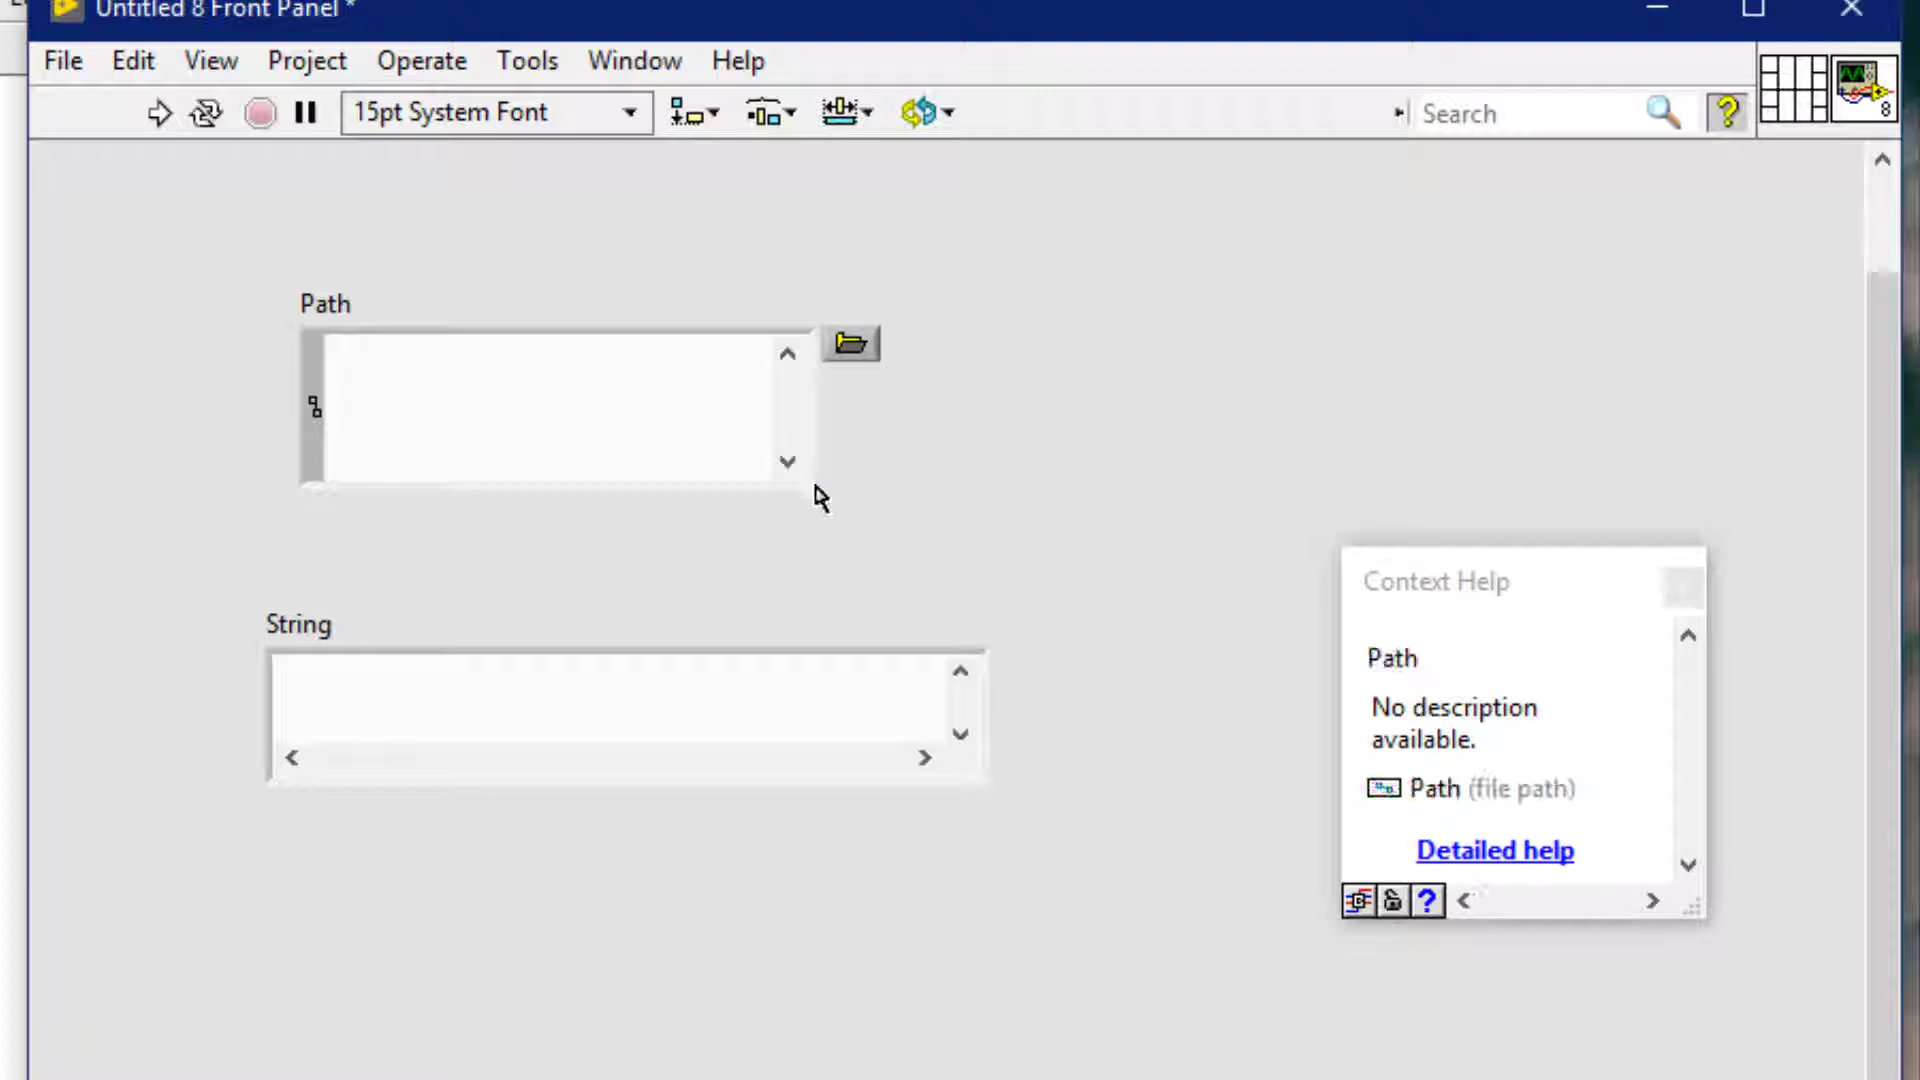 Untitled 8 Front Panel *
File Edit View Project Operate Tools Window Help
15pt System Font
Search
8
Path
String
Context Help
Path
No description
available.
Path (file path)
Detailed help